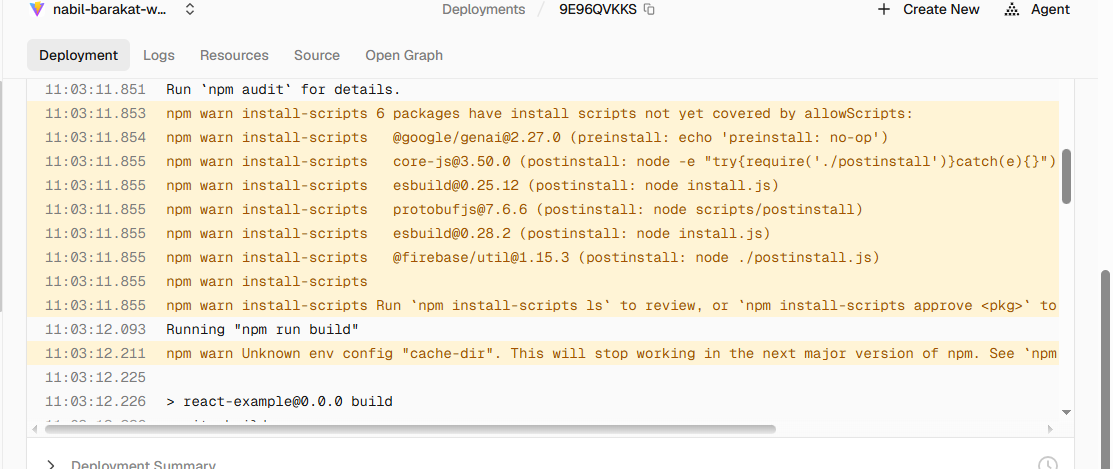 nabil-barakat-w...
Deployments / 9E96QVKKS
+ Create New
Agent
Deployment
Logs
Resources
Source
Open Graph
11:03:11.851 Run `npm audit` for details.
11:03:11.853 npm warn install-scripts 6 packages have install scripts not yet covered by allowScripts:
11:03:11.854 npm warn install-scripts   @google/genai@2.27.0 (preinstall: echo 'preinstall: no-op')
11:03:11.855 npm warn install-scripts   core-js@3.50.0 (postinstall: node -e "try{require('./postinstall')}catch(e){}")
11:03:11.855 npm warn install-scripts   esbuild@0.25.12 (postinstall: node install.js)
11:03:11.855 npm warn install-scripts   protobufjs@7.6.6 (postinstall: node scripts/postinstall)
11:03:11.855 npm warn install-scripts   esbuild@0.28.2 (postinstall: node install.js)
11:03:11.855 npm warn install-scripts   @firebase/util@1.15.3 (postinstall: node ./postinstall.js)
11:03:11.855 npm warn install-scripts
11:03:11.855 npm warn install-scripts Run `npm install-scripts ls` to review, or `npm install-scripts approve <pkg>` to
11:03:12.093 Running "npm run build"
11:03:12.211 npm warn Unknown env config "cache-dir". This will stop working in the next major version of npm. See `npm
11:03:12.225
11:03:12.226 > react-example@0.0.0 build
Deployment Summary